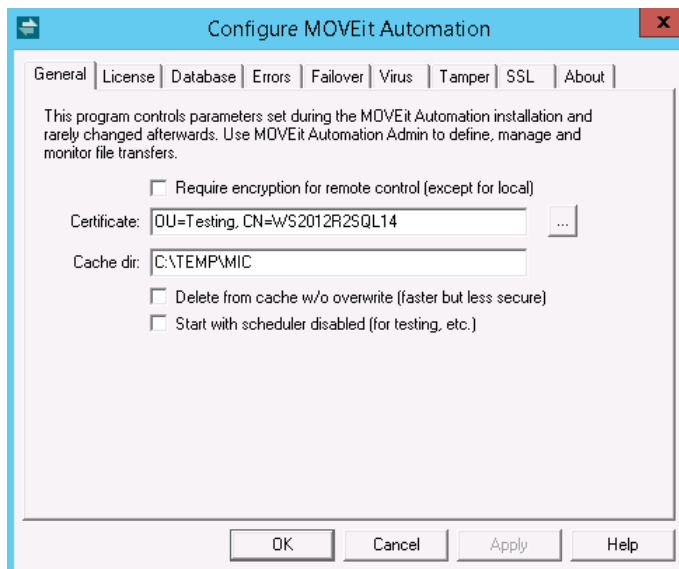 Configure MOVEit Automation
x
General License Database Errors Failover Virus Tamper SSL About
This program controls parameters set during the MOVEit Automation installation and
rarely changed afterwards. Use MOVEit Automation Admin to define, manage and
monitor file transfers.
Require encryption for remote control (except for local)
Certificate: OU=Testing, CN=WS2012R2SQL14 ...
Cache dir: C:\TEMP\MIC
Delete from cache w/o overwrite (faster but less secure)
Start with scheduler disabled (for testing, etc.)
OK Cancel Apply Help